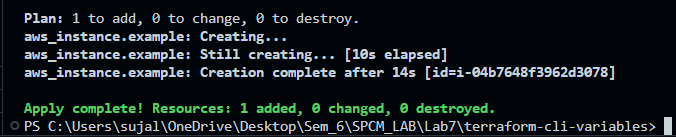 Plan: 1 to add, 0 to change, 0 to destroy.
aws_instance.example: Creating...
aws_instance.example: Still creating... [10s elapsed]
aws_instance.example: Creation complete after 14s [id=i-04b7648f3962d3078]
Apply complete! Resources: 1 added, 0 changed, 0 destroyed.
PS C:\Users\sujal\OneDrive\Desktop\Sem_6\SPCM_LAB\Lab7\terraform-cli-variables>